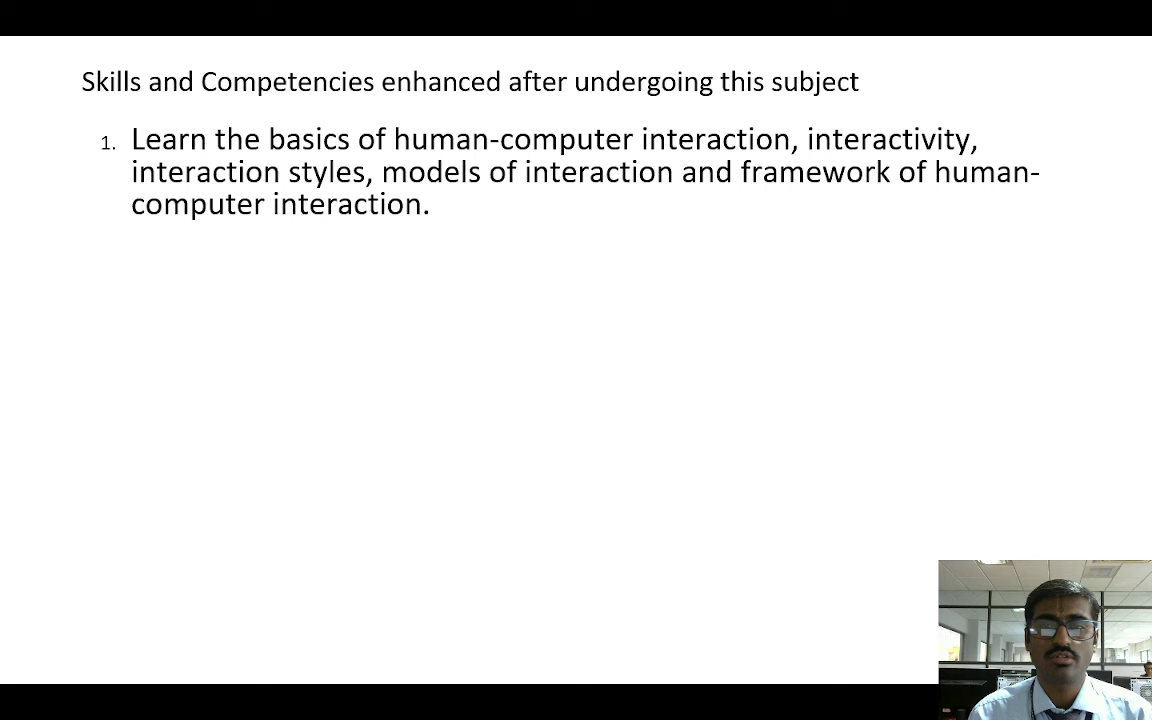 Skills and Competencies enhanced after undergoing this subject
1. Learn the basics of human-computer interaction, interactivity,
interaction styles, models of interaction and framework of human-
computer interaction.